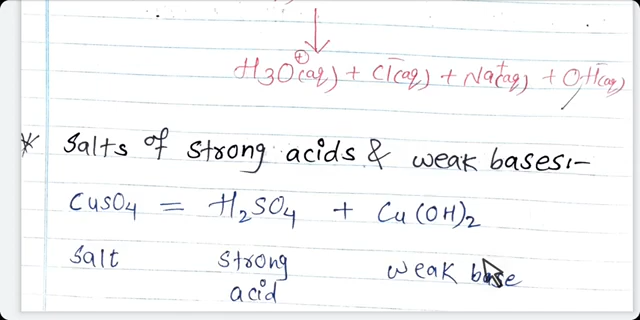 H3O⊕(aq) + Cl¯(aq) + Na+(aq) + OH¯(aq)
* Salts of strong acids & weak bases:-
CuSO4 = H2SO4 + Cu(OH)2
Salt strong weak base
acid